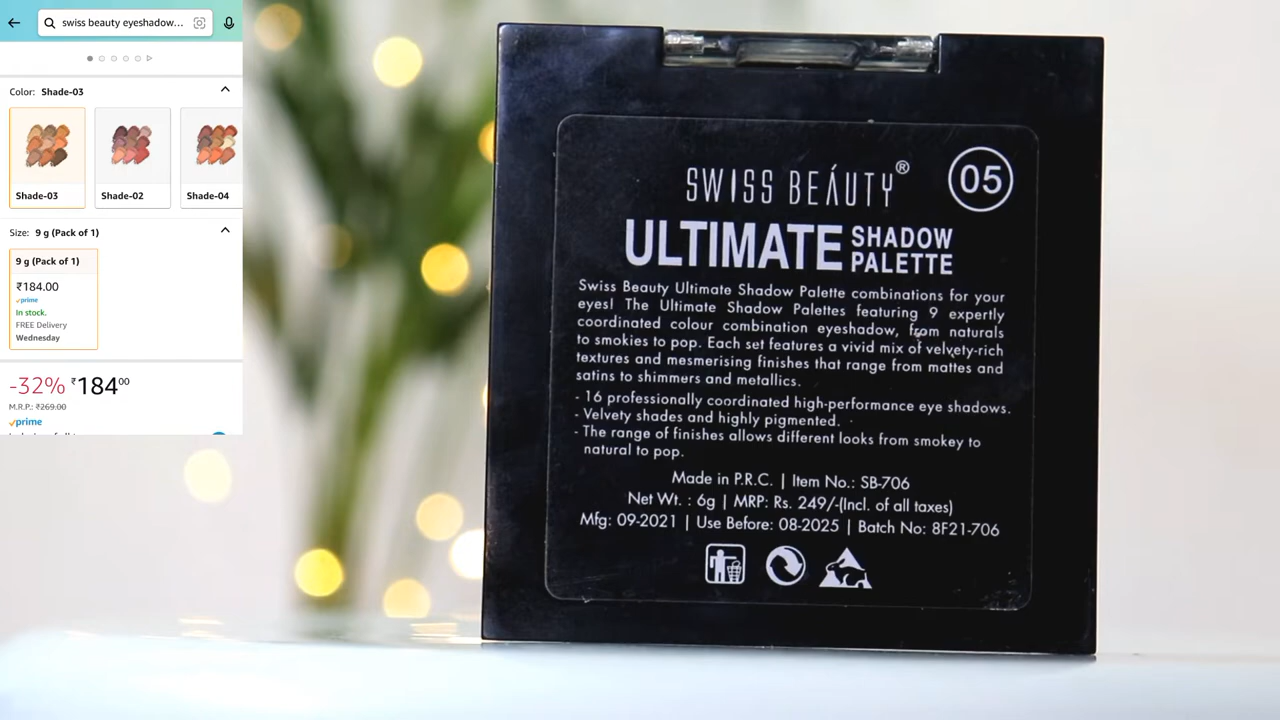 swiss beauty eyeshadow...
Color: Shade-03
Shade-03
Shade-02
Shade-04
Size: 9 g (Pack of 1)
9 g (Pack of 1)
₹184.00
prime
In stock.
FREE Delivery
Wednesday
-32% ₹184⁰⁰
M.R.P.: ₹269.00
prime
SWISS BEÁUTY®
05
ULTIMATE SHADOW
PALETTE
Swiss Beauty Ultimate Shadow Palette combinations for your
eyes! The Ultimate Shadow Palettes featuring 9 expertly
coordinated colour combination eyeshadow, from naturals
to smokies to pop. Each set features a vivid mix of velvety-rich
textures and mesmerising finishes that range from mattes and
satins to shimmers and metallics.
- 16 professionally coordinated high-performance eye shadows.
- Velvety shades and highly pigmented.
- The range of finishes allows different looks from smokey to
natural to pop.
Made in P.R.C. | Item No.: SB-706
Net Wt. : 6g | MRP: Rs. 249/-(Incl. of all taxes)
Mfg: 09-2021 | Use Before: 08-2025 | Batch No: 8F21-706